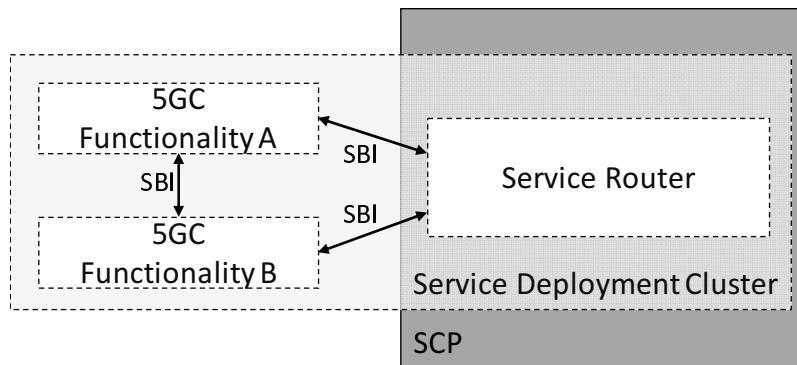 5GC
Functionality A
SBI
SBI
Service Router
SBI
5GC
Functionality B
Service Deployment Cluster
SCP